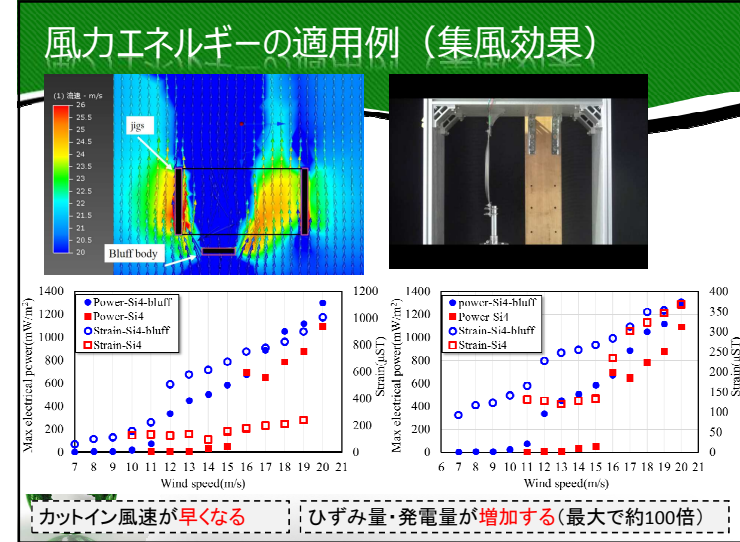 風力エネルギーの適用例（集風効果）
(1) 流速 - m/s
26
25.5
25
24.5
24
23.5
23
22.5
22
21.5
21
20.5
20
jigs
Bluff body
1400
1200
1000
800
600
400
200
0
Max electrical power(mW/m²)
Power-Si4-bluff
Power-Si4
Strain-Si4-bluff
Strain-Si4
1200
1000
800
600
400
200
0
Strain(μST)
7 8 9 10 11 12 13 14 15 16 17 18 19 20 21
Wind speed(m/s)
1400
1200
1000
800
600
400
200
0
Max electrical power(mW/m²)
power-Si4-bluff
Power-Si4
Strain-Si4-bluff
Strain-Si4
400
350
300
250
200
150
100
50
0
Strain(μST)
6 7 8 9 10 11 12 13 14 15 16 17 18 19 20 21
Wind speed(m/s)
カットイン風速が早くなる
ひずみ量・発電量が増加する(最大で約100倍)